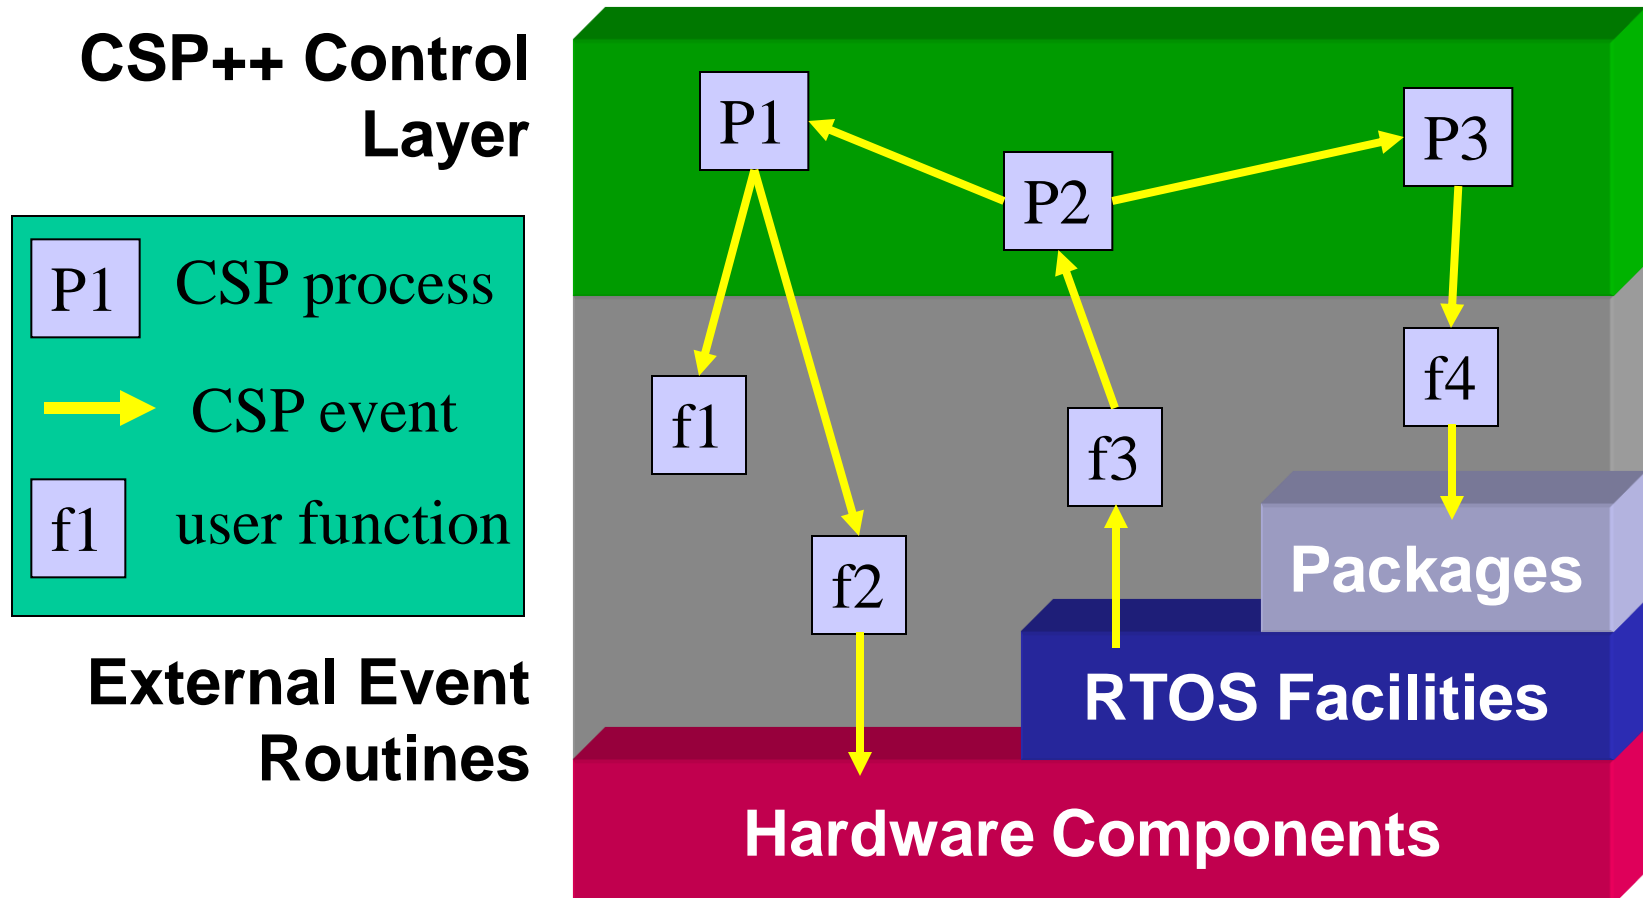 CSP++ Control
Layer
P1 CSP process
CSP event
f1 user function
External Event
Routines
P1
P2
P3
f1
f2
f3
f4
Packages
RTOS Facilities
Hardware Components